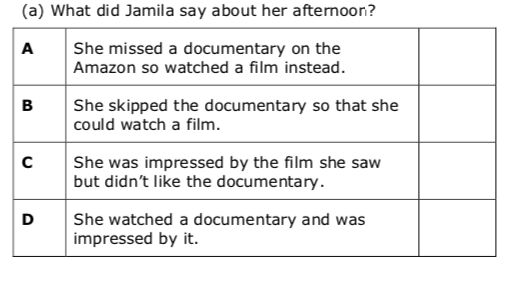 (a) What did Jamila say about her afternoon?
A She missed a documentary on the
Amazon so watched a film instead.
B She skipped the documentary so that she
could watch a film.
C She was impressed by the film she saw
but didn’t like the documentary.
D She watched a documentary and was
impressed by it.